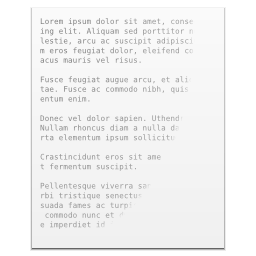 Lorem ipsum dolor sit amet, conse
ing elit. Aliquam sed porttitor n
lestie, arcu ac suscipit adipisci
m eros feugiat dolor, eleifend co
acus mauris vel risus.
Fusce feugiat augue arcu, et ali
tae. Fusce ac commodo nibh, quis
entum enim.
Donec vel dolor sapien. Uthend
Nullam rhoncus diam a nulla da
rta elementum ipsum sollicitu
Crastincidunt eros sit ame
t fermentum suscipit.
Pellentesque viverra sa
rbi tristique senectu
suada fames ac turp
commodo nunc et
e imperdiet id